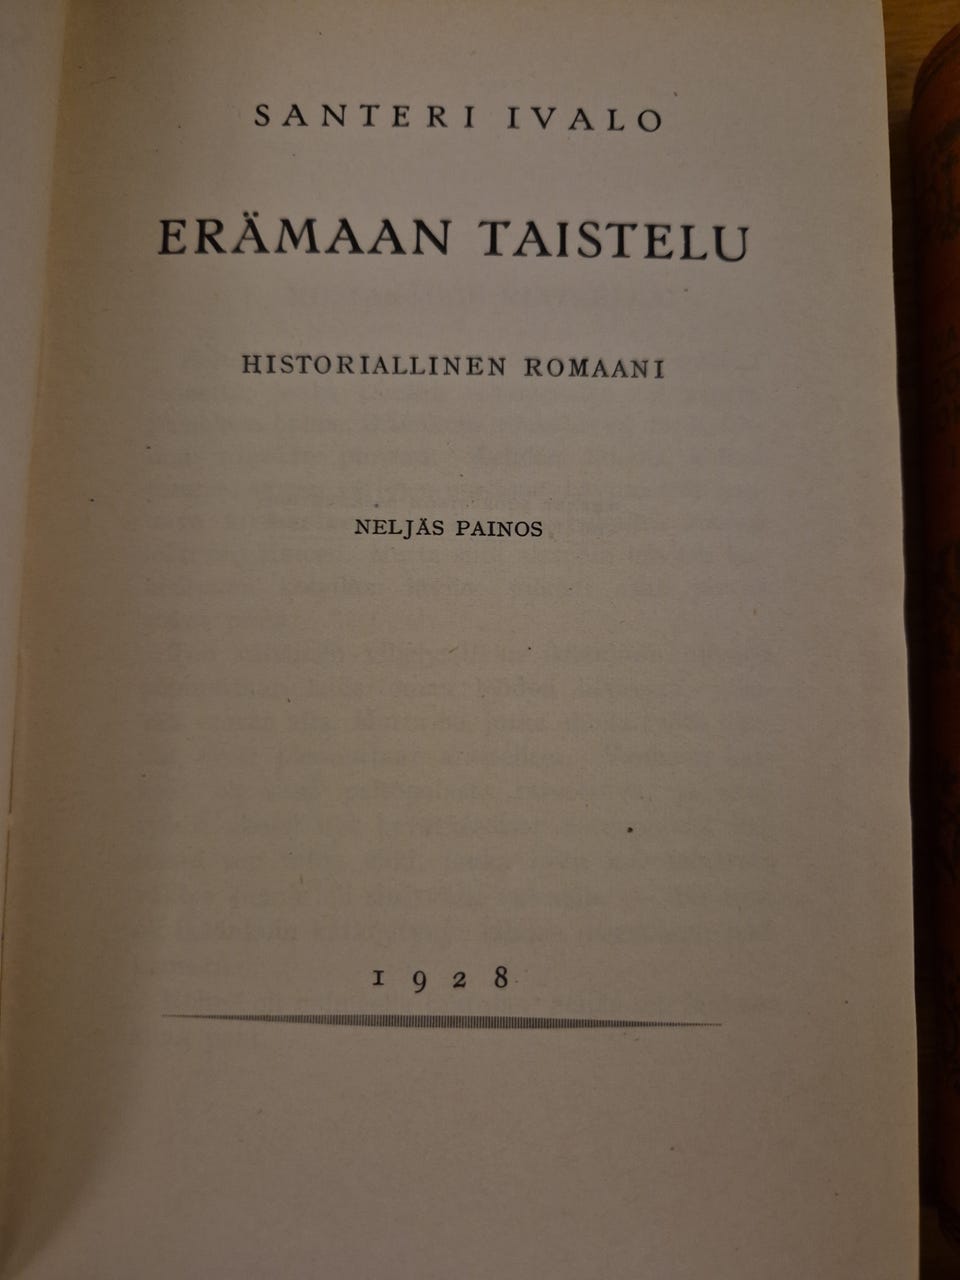 SANTERI IVALO
ERÄMAAN TAISTELU
HISTORIALLINEN ROMAANI
NELJÄS PAINOS
1928